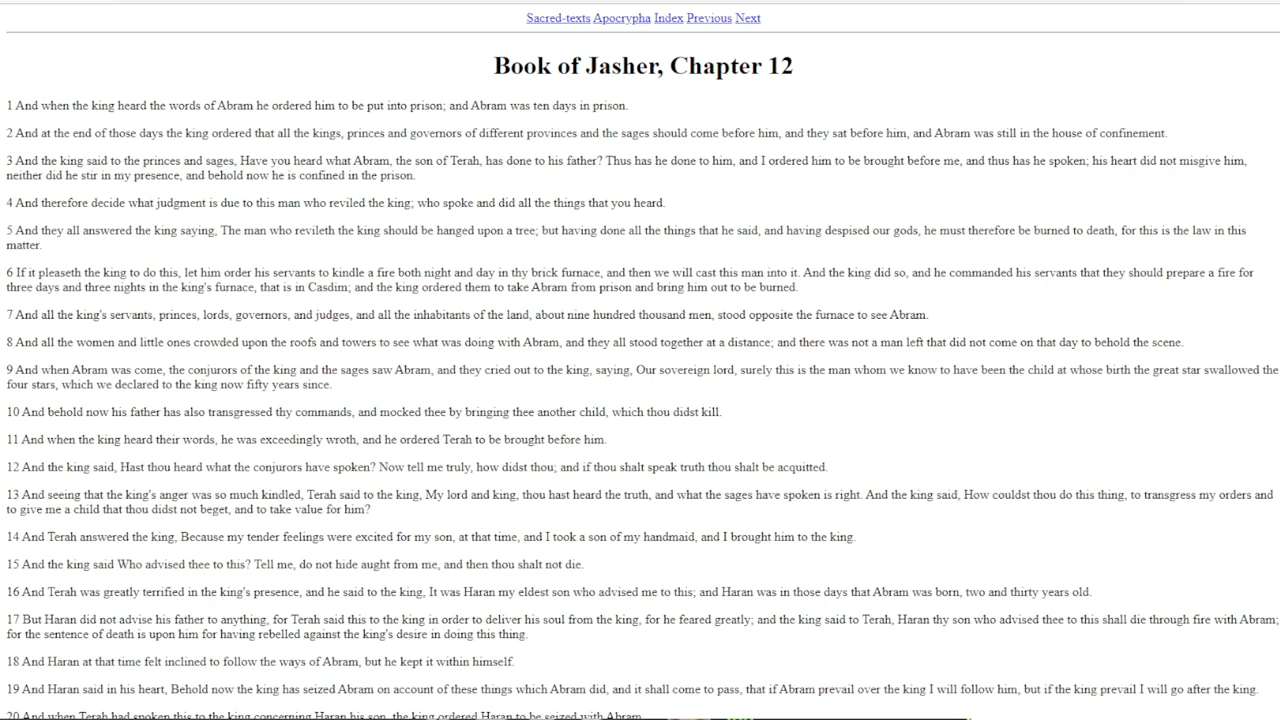 Sacred-texts Apocrypha Index Previous Next
Book of Jasher, Chapter 12
1 And when the king heard the words of Abram he ordered him to be put into prison; and Abram was ten days in prison.
2 And at the end of those days the king ordered that all the kings, princes and governors of different provinces and the sages should come before him, and they sat before him, and Abram was still in the house of confinement.
3 And the king said to the princes and sages, Have you heard what Abram, the son of Terah, has done to his father? Thus has he done to him, and I ordered him to be brought before me, and thus has he spoken; his heart did not misgive him,
neither did he stir in my presence, and behold now he is confined in the prison.
4 And therefore decide what judgment is due to this man who reviled the king; who spoke and did all the things that you heard.
5 And they all answered the king saying, The man who revileth the king should be hanged upon a tree; but having done all the things that he said, and having despised our gods, he must therefore be burned to death, for this is the law in this
matter.
6 If it pleaseth the king to do this, let him order his servants to kindle a fire both night and day in thy brick furnace, and then we will cast this man into it. And the king did so, and he commanded his servants that they should prepare a fire for
three days and three nights in the king's furnace, that is in Casdim; and the king ordered them to take Abram from prison and bring him out to be burned.
7 And all the king's servants, princes, lords, governors, and judges, and all the inhabitants of the land, about nine hundred thousand men, stood opposite the furnace to see Abram.
8 And all the women and little ones crowded upon the roofs and towers to see what was doing with Abram, and they all stood together at a distance; and there was not a man left that did not come on that day to behold the scene.
9 And when Abram was come, the conjurors of the king and the sages saw Abram, and they cried out to the king, saying, Our sovereign lord, surely this is the man whom we know to have been the child at whose birth the great star swallowed the
four stars, which we declared to the king now fifty years since.
10 And behold now his father has also transgressed thy commands, and mocked thee by bringing thee another child, which thou didst kill.
11 And when the king heard their words, he was exceedingly wroth, and he ordered Terah to be brought before him.
12 And the king said, Hast thou heard what the conjurors have spoken? Now tell me truly, how didst thou; and if thou shalt speak truth thou shalt be acquitted.
13 And seeing that the king's anger was so much kindled, Terah said to the king, My lord and king, thou hast heard the truth, and what the sages have spoken is right. And the king said, How couldst thou do this thing, to transgress my orders and
to give me a child that thou didst not beget, and to take value for him?
14 And Terah answered the king, Because my tender feelings were excited for my son, at that time, and I took a son of my handmaid, and I brought him to the king.
15 And the king said Who advised thee to this? Tell me, do not hide aught from me, and then thou shalt not die.
16 And Terah was greatly terrified in the king's presence, and he said to the king, It was Haran my eldest son who advised me to this; and Haran was in those days that Abram was born, two and thirty years old.
17 But Haran did not advise his father to anything, for Terah said this to the king in order to deliver his soul from the king, for he feared greatly; and the king said to Terah, Haran thy son who advised thee to this shall die through fire with Abram;
for the sentence of death is upon him for having rebelled against the king's desire in doing this thing.
18 And Haran at that time felt inclined to follow the ways of Abram, but he kept it within himself.
19 And Haran said in his heart, Behold now the king has seized Abram on account of these things which Abram did, and it shall come to pass, that if Abram prevail over the king I will follow him, but if the king prevail I will go after the king.
20 And when Terah had spoken this to the king concerning Haran his son, the king ordered Haran to be seized with Abram.